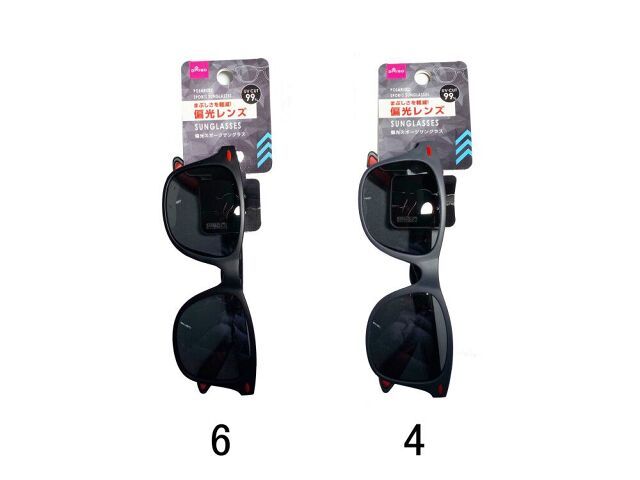 DAISO
POLARIZED
SPORTS SUNGLASSES
UV CUT
99%
まぶしさを軽減!
偏光レンズ
SUNGLASSES
偏光スポーツサングラス
DAISO
POLARIZED
SPORTS SUNGLASSES
UV CUT
99%
まぶしさを軽減!
偏光レンズ
SUNGLASSES
偏光スポーツサングラス
6
4